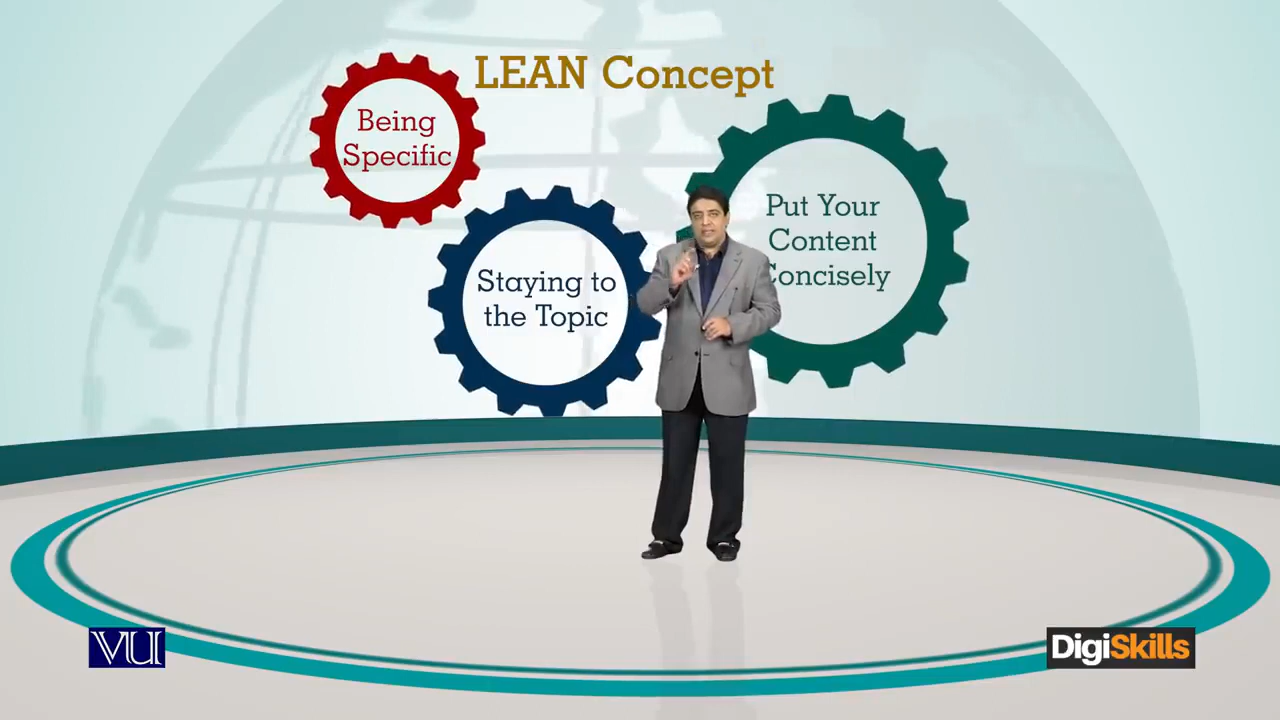 LEAN Concept
Being
Specific
Staying to
the Topic
Put Your
Content
Concisely
VU
DigiSkills